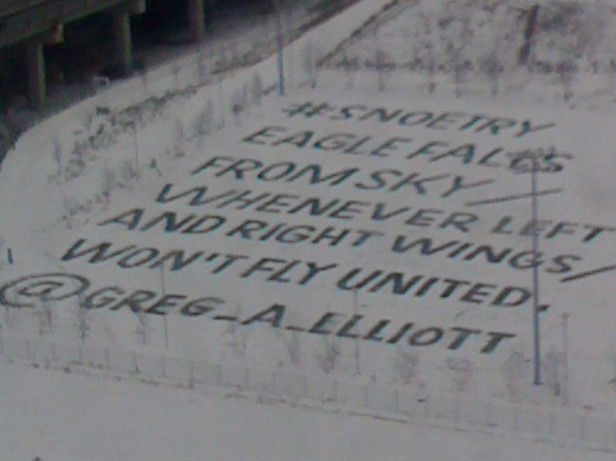 #SNOETRY
EAGLE FALLS
FROM SKY /
WHENEVER LEFT
AND RIGHT WINGS/
WON'T FLY UNITED.
@GREG_A_ELLIOTT